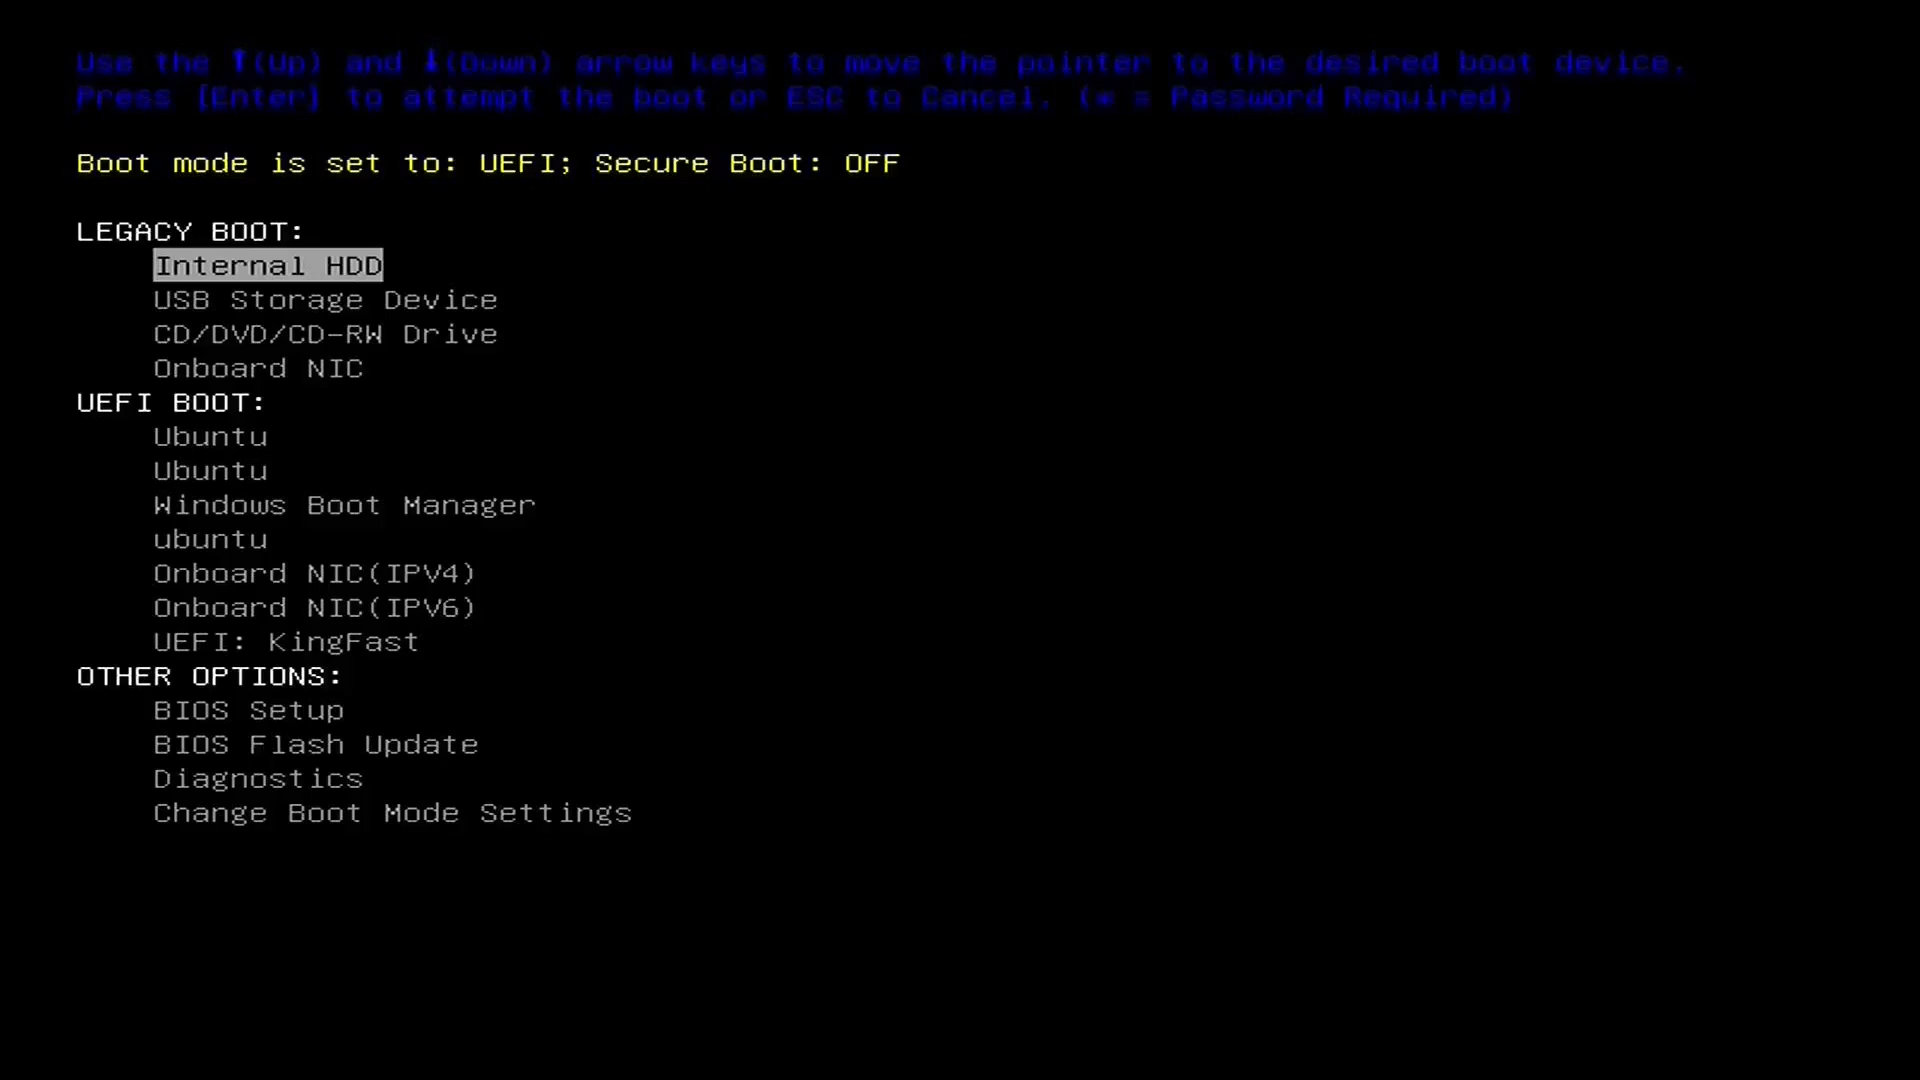 Use the ↑(Up) and ↓(Down) arrow keys to move the pointer to the desired boot device.
Press [Enter] to attempt the boot or ESC to Cancel. (* = Password Required)
Boot mode is set to: UEFI; Secure Boot: OFF
LEGACY BOOT:
Internal HDD
USB Storage Device
CD/DVD/CD-RW Drive
Onboard NIC
UEFI BOOT:
Ubuntu
Ubuntu
Windows Boot Manager
ubuntu
Onboard NIC(IPV4)
Onboard NIC(IPV6)
UEFI: KingFast
OTHER OPTIONS:
BIOS Setup
BIOS Flash Update
Diagnostics
Change Boot Mode Settings